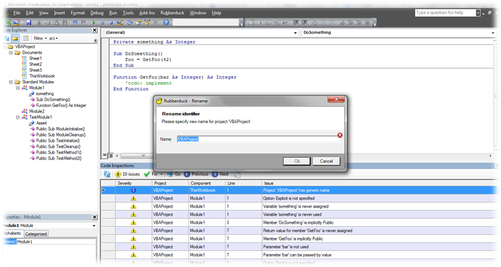 File Edit View Insert Format Debug Run Tools Add-Ins Rubberduck Window Help
Type a question for help
Explorer
New
(General)
DoSomething
VBAProject
Documents
Sheet1
Sheet2
Sheet3
ThisWorkbook
Standard Modules
Module1
something
Sub DoSomething()
Function GetFoo() As Integer
Module2
TestModule1
Assert
Public Sub ModuleInitialize()
Public Sub ModuleCleanup()
Public Sub TestInitialize()
Public Sub TestCleanup()
Public Sub TestMethod1()
Public Sub TestMethod2()
Private something As Integer
Sub DoSomething()
foo = GetFoo(42)
End Sub
Function GetFoo(bar As Integer) As Integer
'todo: implement
End Function
Rubberduck - Rename
Rename identifier
Please specify new name for project 'VBAProject'
Name:
VBAProject
Ok
Cancel
Code Inspections
10 issues
Go
Previous
Next
Severity Project Component Line Issue
VBAProject ThisWorkbook 1 Project 'VBAProject' has generic name
VBAProject Module1 1 Option Explicit is not specified
VBAProject Module1 1 Variable 'something' is never assigned
VBAProject Module1 1 Variable 'something' is never used
VBAProject Module1 3 Member 'DoSomething' is implicitly Public
VBAProject Module1 7 Return value for member 'GetFoo' is never assigned
VBAProject Module1 7 Member 'GetFoo' is implicitly Public
VBAProject Module1 7 Parameter 'bar' is not used
VBAProject Module1 7 Parameter 'bar' can be passed by value
Module1
Categorized
Module1